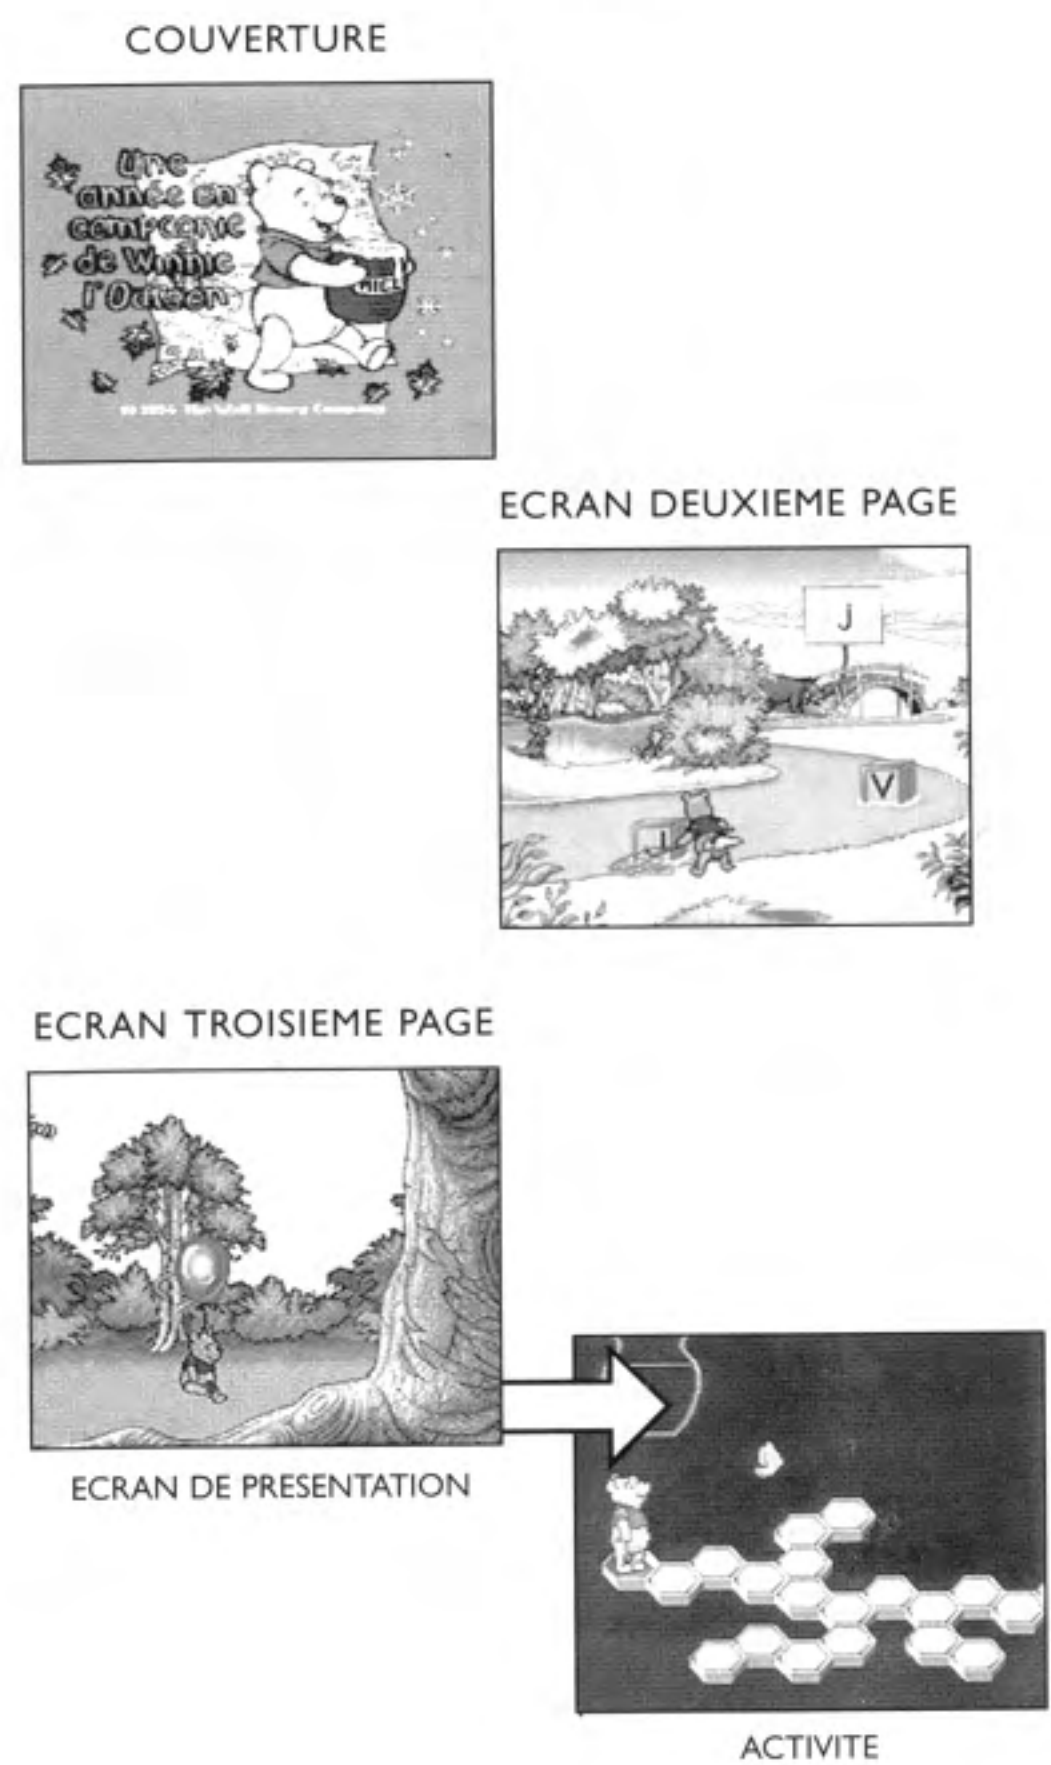 COUVERTURE
Une
année en
compagnie
de Winnie
l'Ourson
MIEL
ECRAN DEUXIEME PAGE
J
V
J
ECRAN TROISIEME PAGE
ECRAN DE PRESENTATION
ACTIVITE